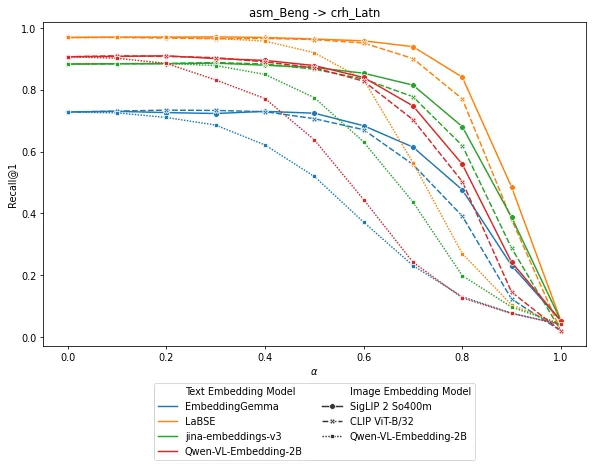 asm_Beng -> crh_Latn
Recall@1
1.0
0.8
0.6
0.4
0.2
0.0
0.0 0.2 0.4 0.6 0.8 1.0
α
Text Embedding Model Image Embedding Model
EmbeddingGemma SigLIP 2 So400m
LaBSE CLIP ViT-B/32
jina-embeddings-v3 Qwen-VL-Embedding-2B
Qwen-VL-Embedding-2B